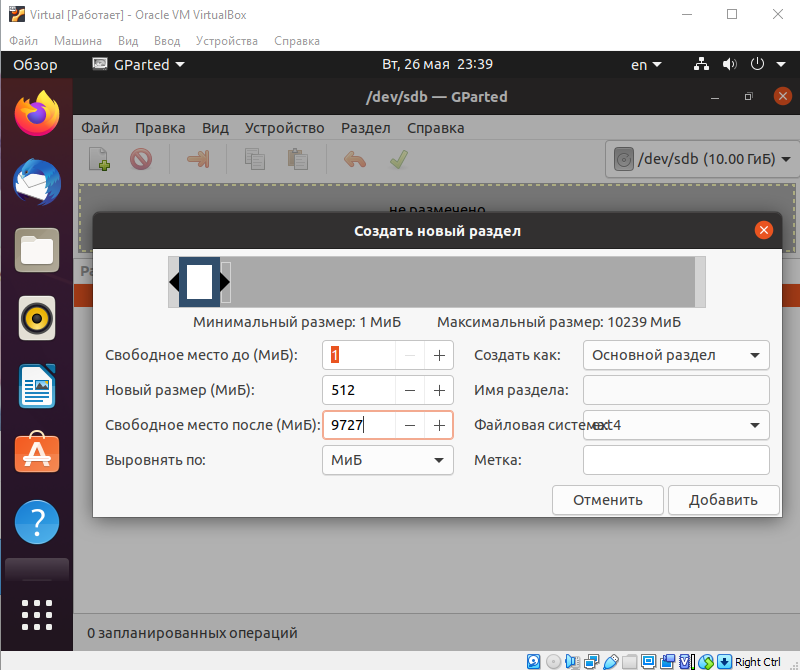 Virtual [Работает] - Oracle VM VirtualBox
Файл Машина Вид Ввод Устройства Справка
Обзор GParted Вт, 26 мая 23:39 en
/dev/sdb — GParted
Файл Правка Вид Устройство Раздел Справка
/dev/sdb (10.00 ГиБ)
не размечено
Создать новый раздел
Минимальный размер: 1 МиБ Максимальный размер: 10239 МиБ
Свободное место до (МиБ): 1 Создать как: Основной раздел
Новый размер (МиБ): 512 Имя раздела:
Свободное место после (МиБ): 9727 Файловая система: ext4
Выровнять по: МиБ Метка:
Отменить Добавить
0 запланированных операций
Right Ctrl